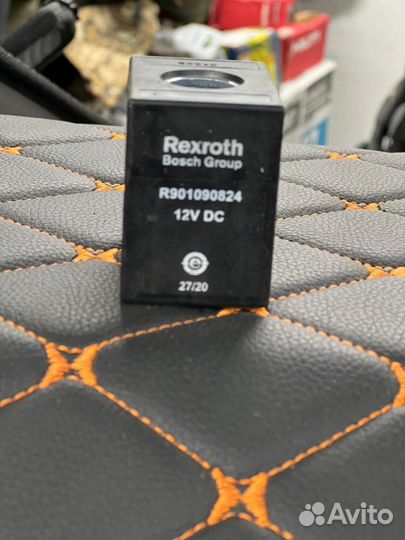 Rexroth
Bosch Group
R901090824
12V DC
27/20
Avito